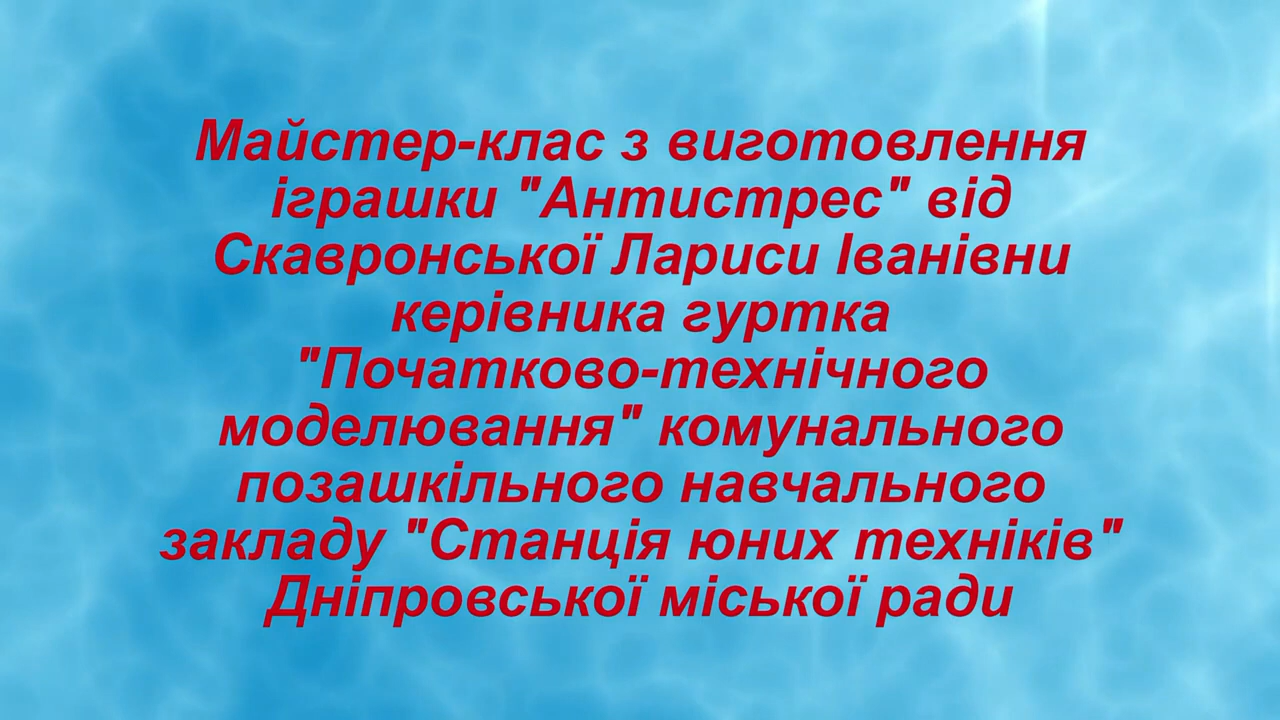 Майстер-клас з виготовлення
іграшки "Антистрес" від
Скавронської Лариси Іванівни
керівника гуртка
"Початково-технічного
моделювання" комунального
позашкільного навчального
закладу "Станція юних техніків"
Дніпровської міської ради